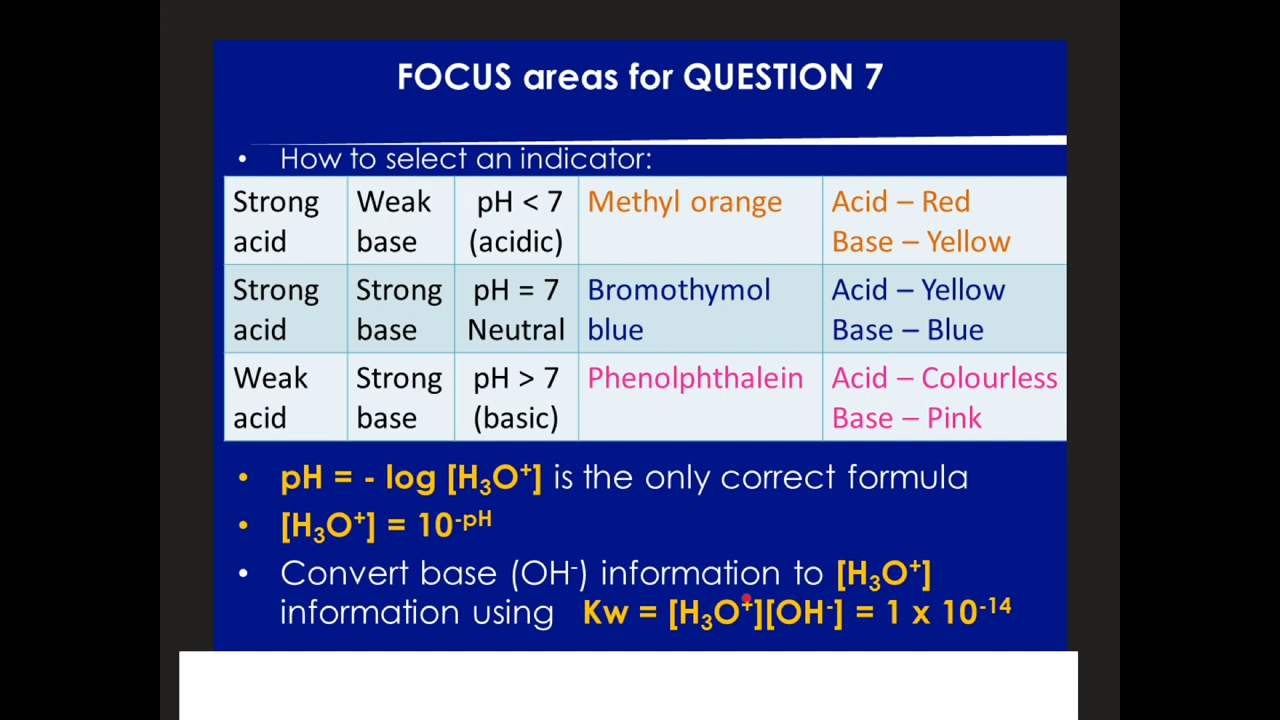 FOCUS areas for QUESTION 7
• How to select an indicator:
Strong acid Weak base pH < 7 (acidic) Methyl orange Acid – Red Base – Yellow
Strong acid Strong base pH = 7 Neutral Bromothymol blue Acid – Yellow Base – Blue
Weak acid Strong base pH > 7 (basic) Phenolphthalein Acid – Colourless Base – Pink
• pH = - log [H₃O⁺] is the only correct formula
• [H₃O⁺] = 10⁻ᵖᴴ
• Convert base (OH⁻) information to [H₃O⁺]
information using Kw = [H₃O⁺][OH⁻] = 1 x 10⁻¹⁴